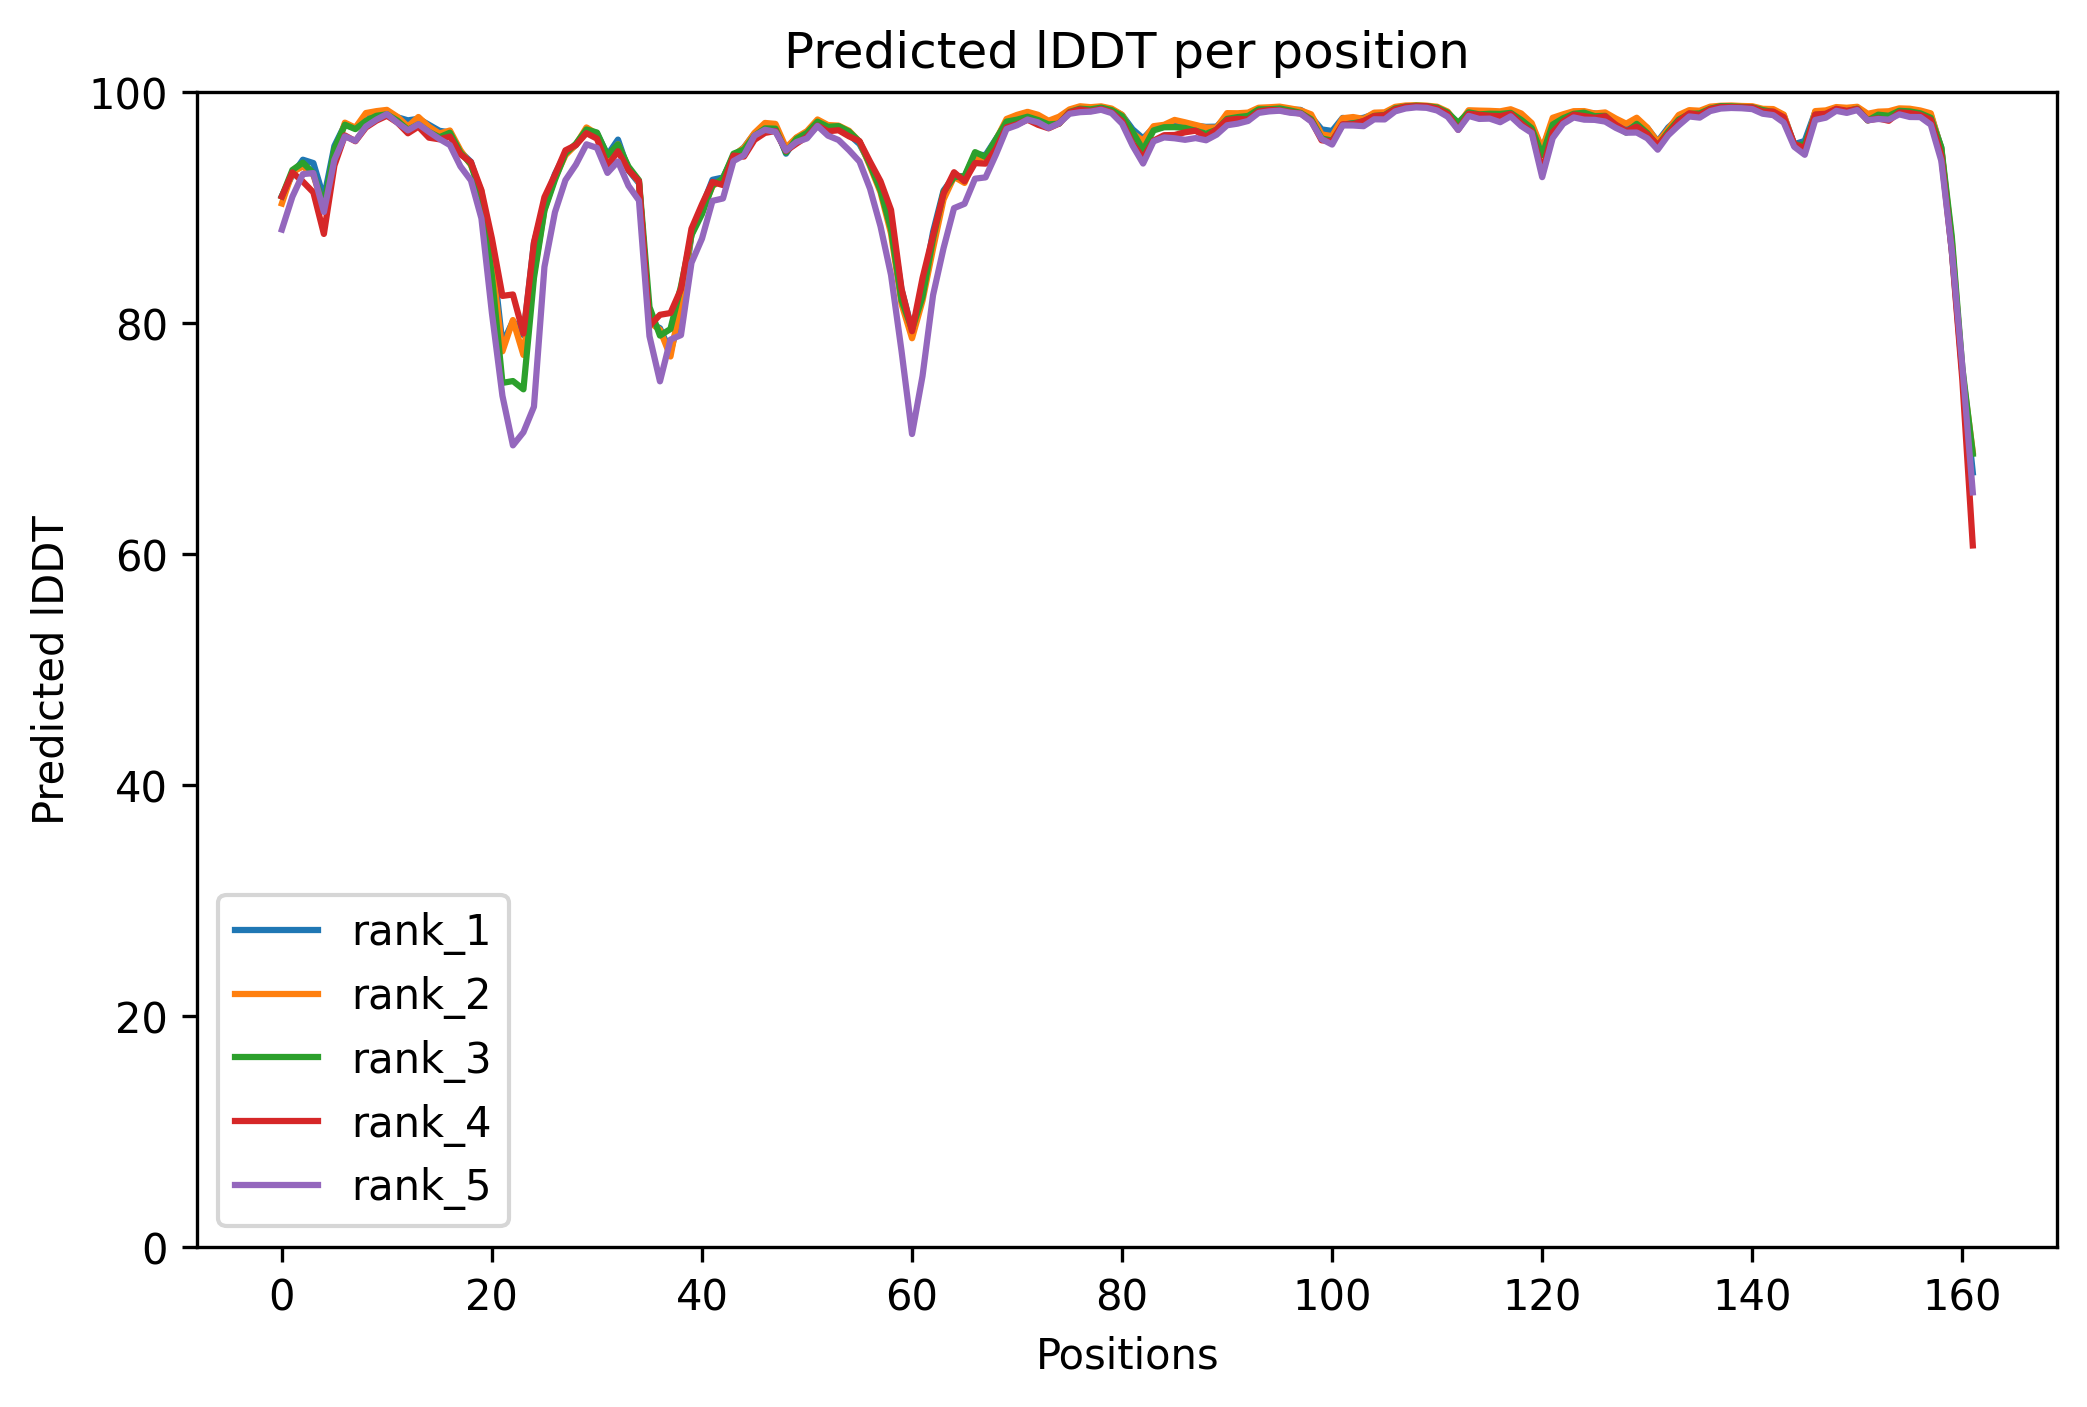 Predicted lDDT per position
100
80
60
40
20
0
Predicted lDDT
rank_1
rank_2
rank_3
rank_4
rank_5
0 20 40 60 80 100 120 140 160
Positions